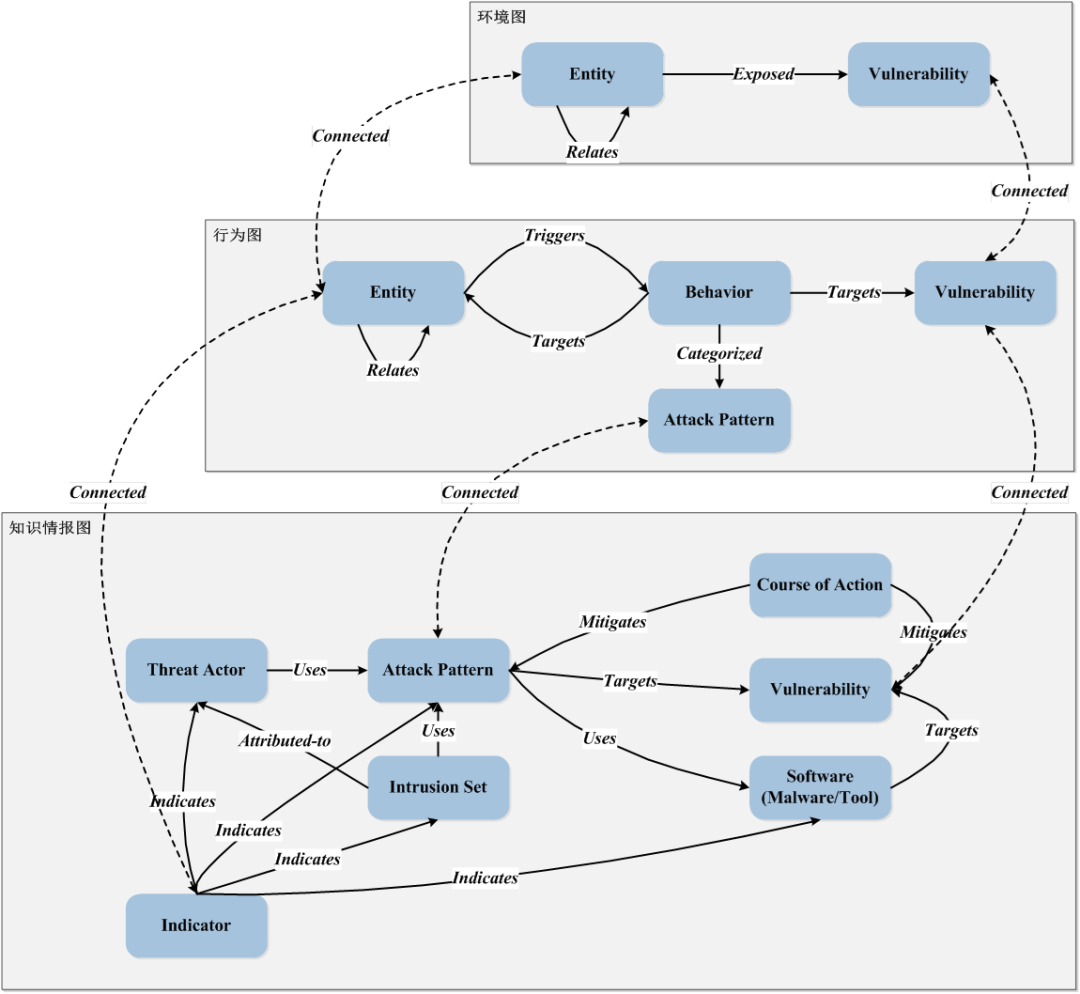 环境图
Entity
Exposed
Vulnerability
Relates
Connected
Connected
行为图
Triggers
Entity
Behavior
Targets
Vulnerability
Targets
Relates
Categorized
Attack Pattern
Connected
Connected
Connected
知识情报图
Course of Action
Mitigates
Mitigates
Threat Actor
Uses
Attack Pattern
Targets
Vulnerability
Attributed-to
Uses
Uses
Targets
Intrusion Set
Software
(Malware/Tool)
Indicates
Indicates
Indicates
Indicates
Indicator